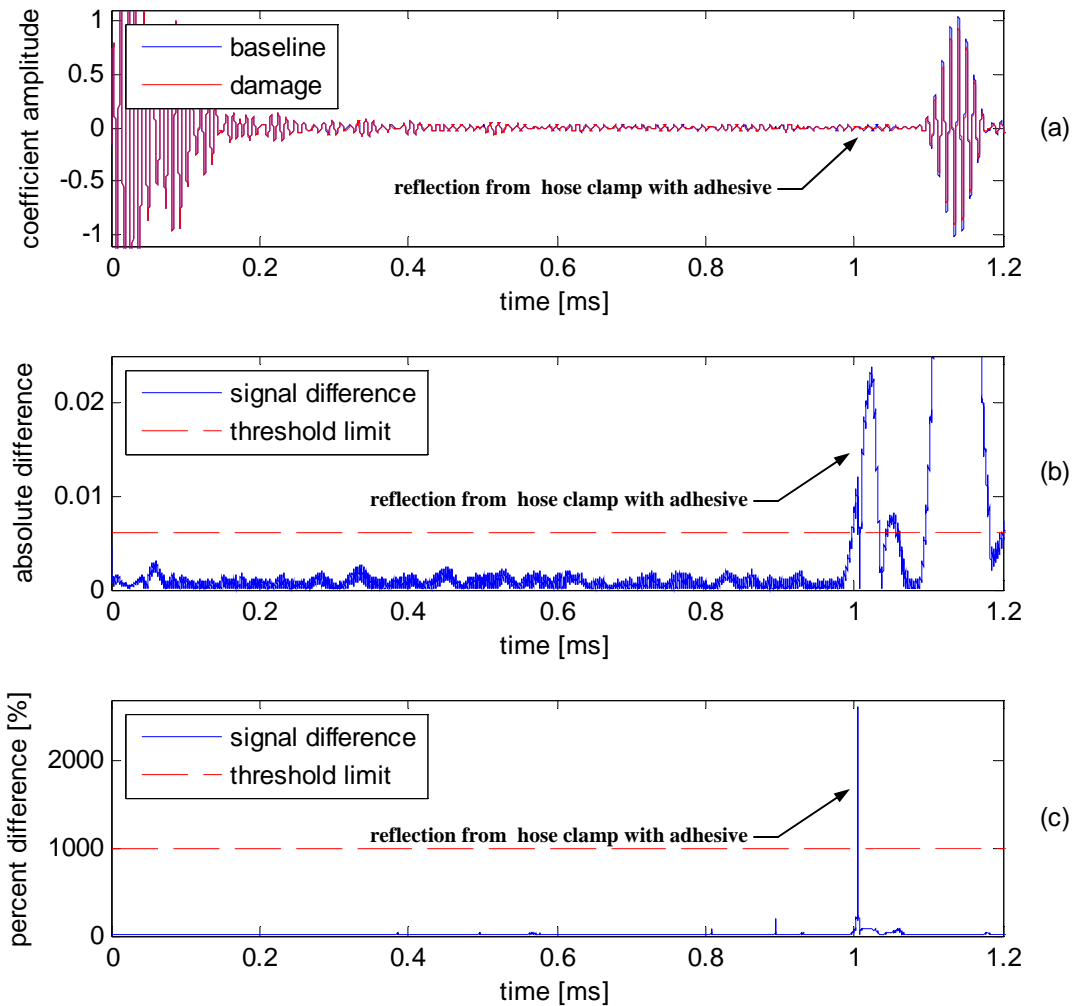 coefficient amplitude
1
0.5
0
-0.5
-1
baseline
damage
reflection from hose clamp with adhesive
(a)
0 0.2 0.4 0.6 0.8 1 1.2
time [ms]
absolute difference
0.02
0.01
0
signal difference
threshold limit
reflection from hose clamp with adhesive
(b)
0 0.2 0.4 0.6 0.8 1 1.2
time [ms]
percent difference [%]
2000
1000
0
signal difference
threshold limit
reflection from hose clamp with adhesive
(c)
0 0.2 0.4 0.6 0.8 1 1.2
time [ms]